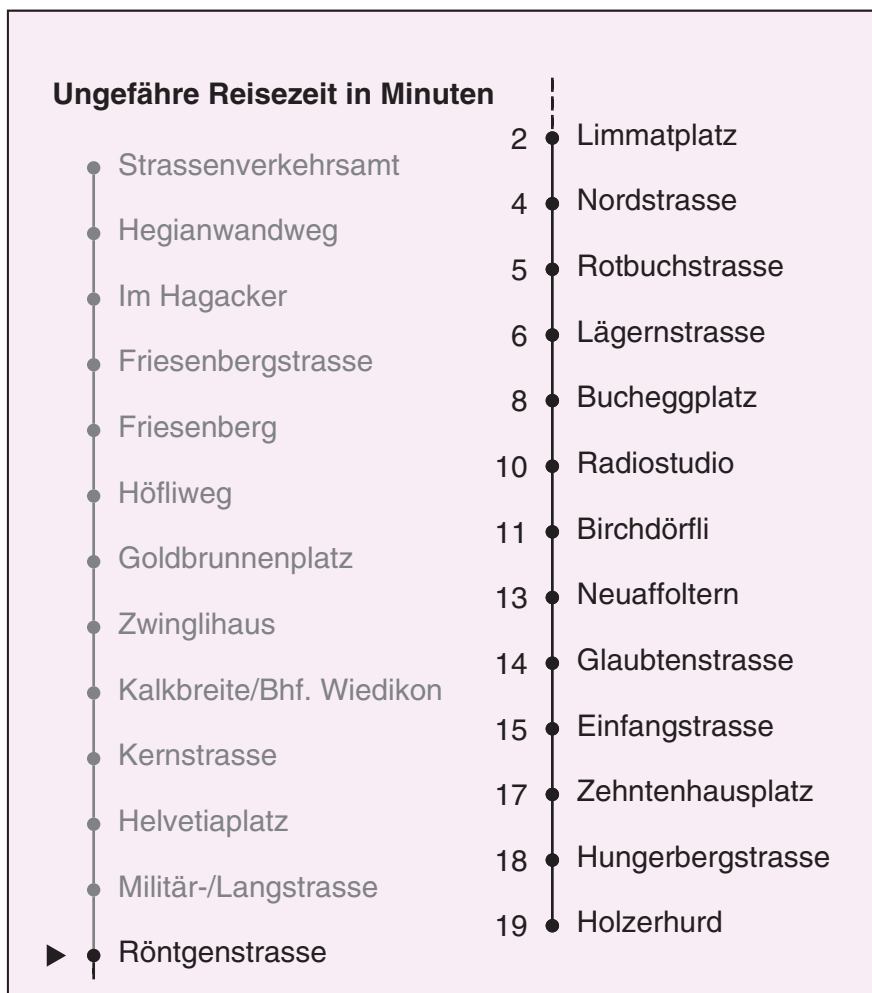 Ungefähre Reisezeit in Minuten
Strassenverkehrsamt
Hegianwandweg
Im Hagacker
Friesenbergstrasse
Friesenberg
Höfliweg
Goldbrunnenplatz
Zwinglihaus
Kalkbreite/Bhf. Wiedikon
Kernstrasse
Helvetiaplatz
Militär-/Langstrasse
Röntgenstrasse
2 Limmatplatz
4 Nordstrasse
5 Rotbuchstrasse
6 Lägernstrasse
8 Bucheggplatz
10 Radiostudio
11 Birchdörfli
13 Neuaffoltern
14 Glaubtenstrasse
15 Einfangstrasse
17 Zehntenhausplatz
18 Hungerbergstrasse
19 Holzerhurd